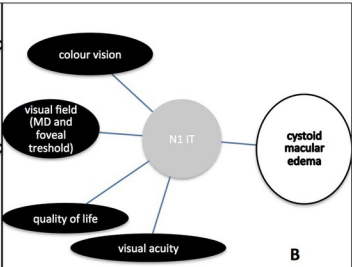 colour vision
visual field
(MD and
foveal
treshold)
N1 IT
cystoid
macular
edema
quality of life
visual acuity
B